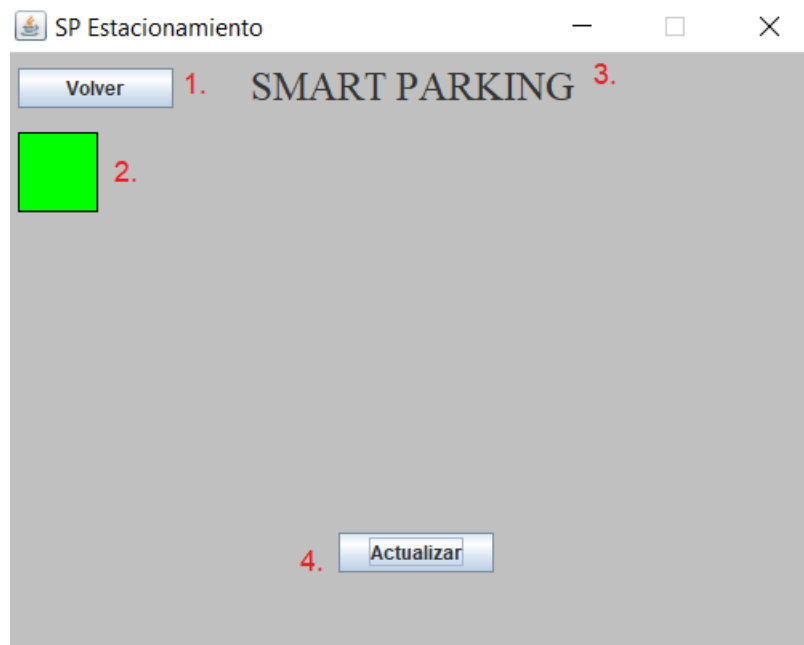 SP Estacionamiento
Volver 1. SMART PARKING 3.
2.
4. Actualizar